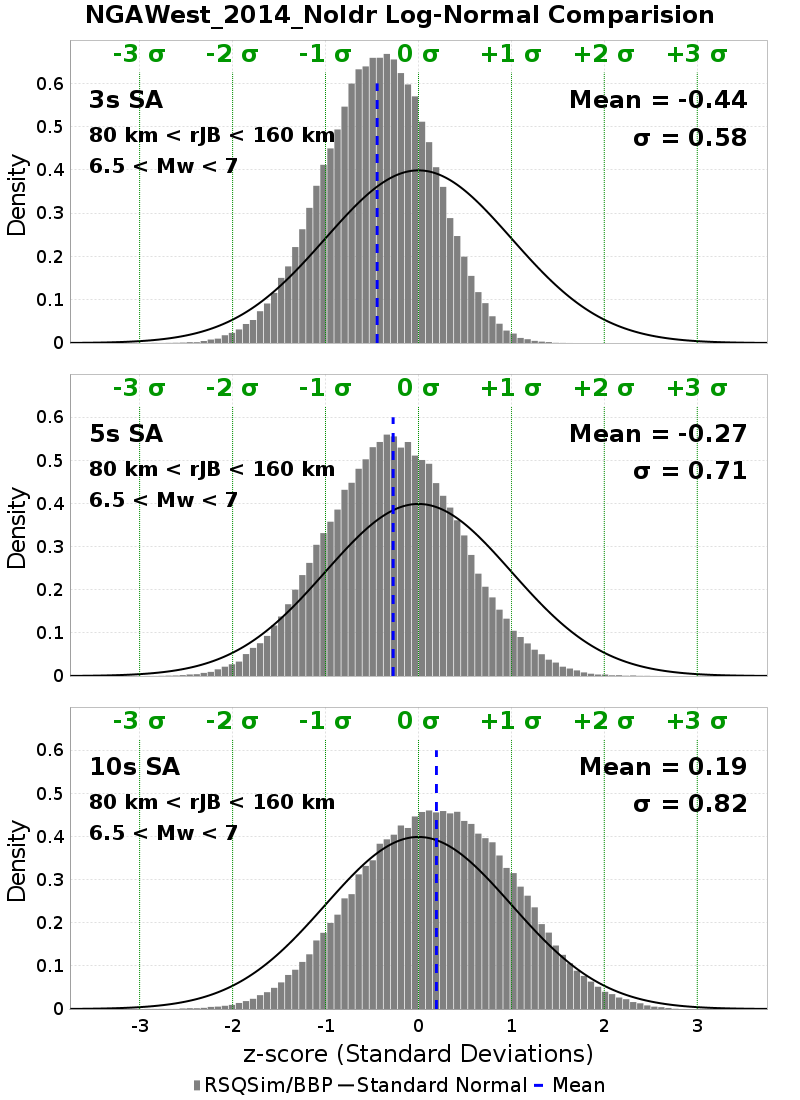 NGAWest_2014_NoIdr Log-Normal Comparision
-3 σ -2 σ -1 σ 0 σ +1 σ +2 σ +3 σ
3s SA
Mean = -0.44
80 km < rJB < 160 km
σ = 0.58
6.5 < Mw < 7
Density
0.6
0.5
0.4
0.3
0.2
0.1
0
-3 σ -2 σ -1 σ 0 σ +1 σ +2 σ +3 σ
5s SA
Mean = -0.27
80 km < rJB < 160 km
σ = 0.71
6.5 < Mw < 7
Density
0.6
0.5
0.4
0.3
0.2
0.1
0
-3 σ -2 σ -1 σ 0 σ +1 σ +2 σ +3 σ
10s SA
Mean = 0.19
80 km < rJB < 160 km
σ = 0.82
6.5 < Mw < 7
Density
0.6
0.5
0.4
0.3
0.2
0.1
0
-3 -2 -1 0 1 2 3
z-score (Standard Deviations)
RSQSim/BBP Standard Normal Mean